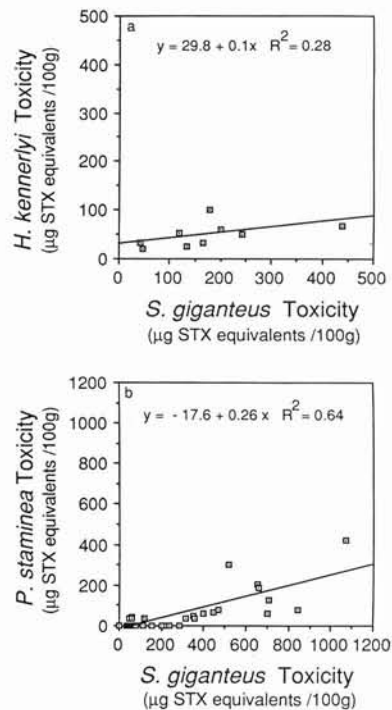 a
y = 29.8 + 0.1x R2 = 0.28
500
400
300
200
100
0
H. kennerlyi Toxicity
(µg STX equivalents /100g)
0 100 200 300 400 500
S. giganteus Toxicity
(µg STX equivalents /100g)
b
y = - 17.6 + 0.26 x R2 = 0.64
1200
1000
800
600
400
200
0
P. staminea Toxicity
(µg STX equivalents /100g)
0 200 400 600 800 1000 1200
S. giganteus Toxicity
(µg STX equivalents /100g)